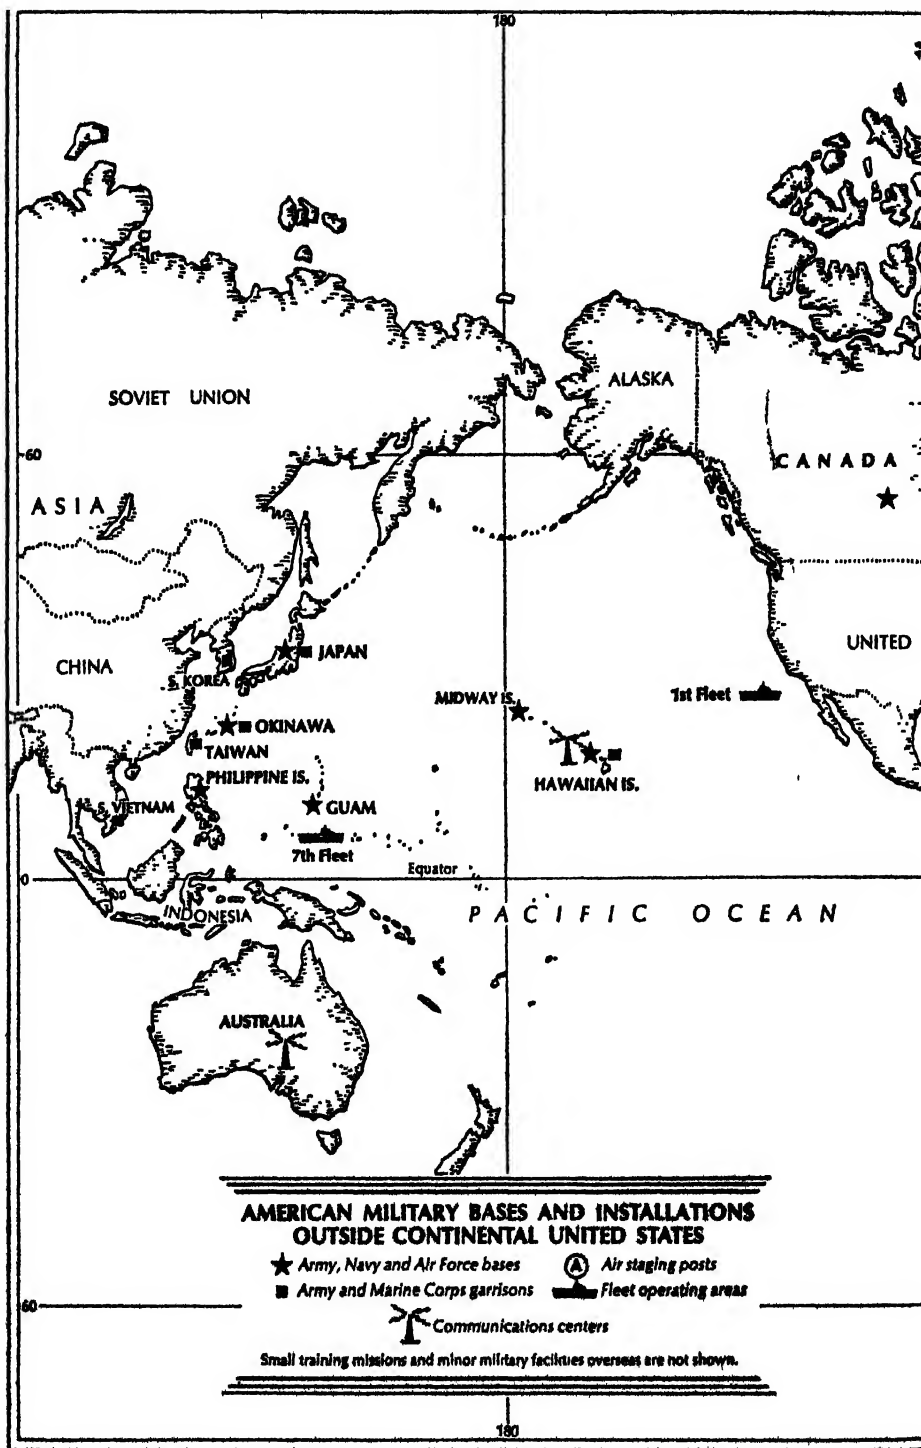 180
SOVIET UNION
ALASKA
60
CANADA
ASIA
CHINA
S. KOREA
JAPAN
UNITED
1st Fleet
MIDWAY IS.
OKINAWA
TAIWAN
HAWAIIAN IS.
PHILIPPINE IS.
S. VIETNAM
GUAM
7th Fleet
Equator
0
INDONESIA
PACIFIC OCEAN
AUSTRALIA
AMERICAN MILITARY BASES AND INSTALLATIONS
OUTSIDE CONTINENTAL UNITED STATES
Army, Navy and Air Force bases
A Air staging posts
Army and Marine Corps garrisons
Fleet operating areas
60
Communications centers
Small training missions and minor military facilities overseas are not shown.
180